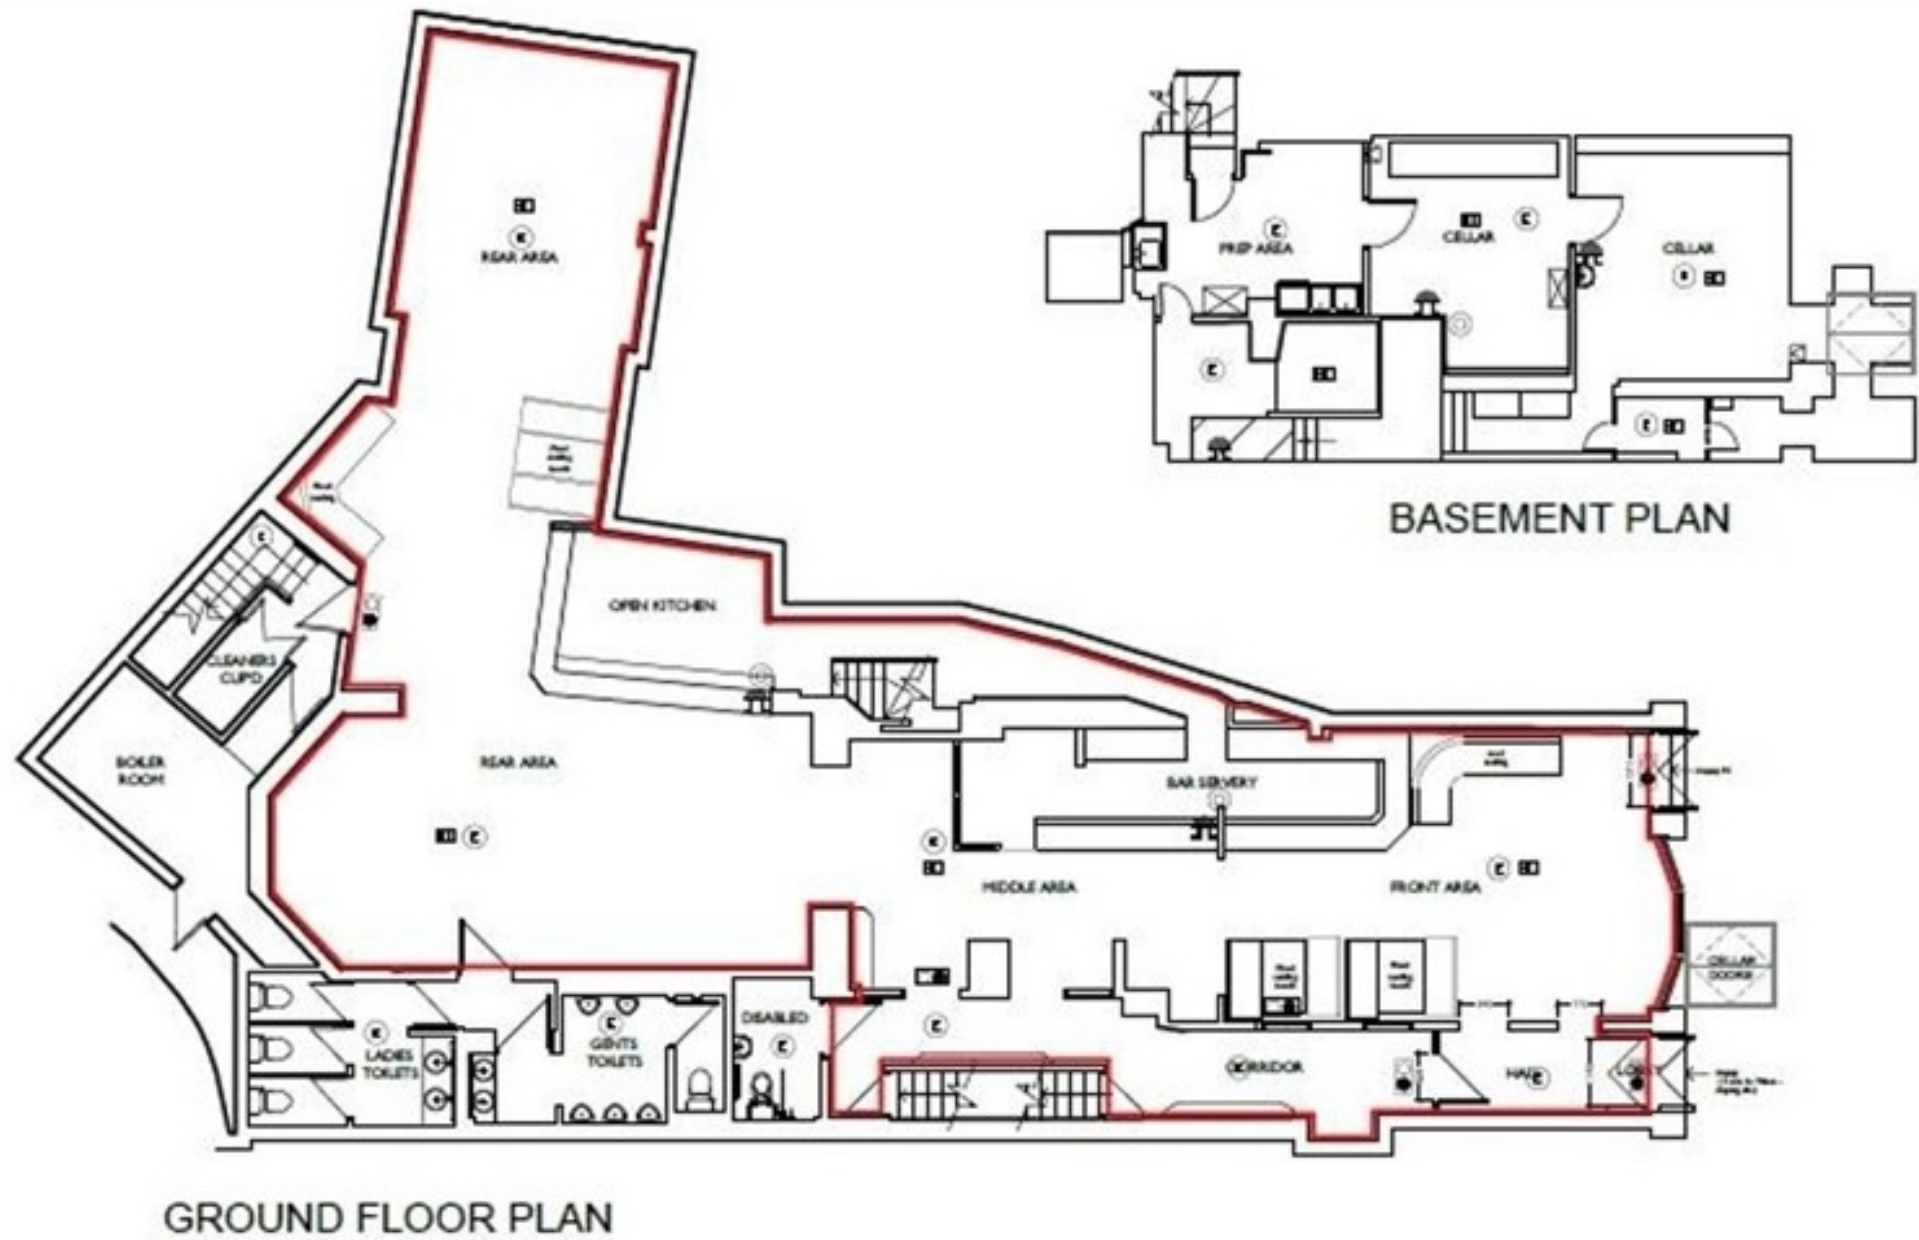 REAR AREA
PREP AREA
CELLAR
CELLAR
BASEMENT PLAN
OPEN KITCHEN
CLEANERS
CUPD
BOILER
ROOM
REAR AREA
BAR SERVERY
MIDDLE AREA
FRONT AREA
CELLAR
DOORS
DISABLED
GENTS
TOILETS
LADIES
TOILETS
CORRIDOR
HALL
GROUND FLOOR PLAN